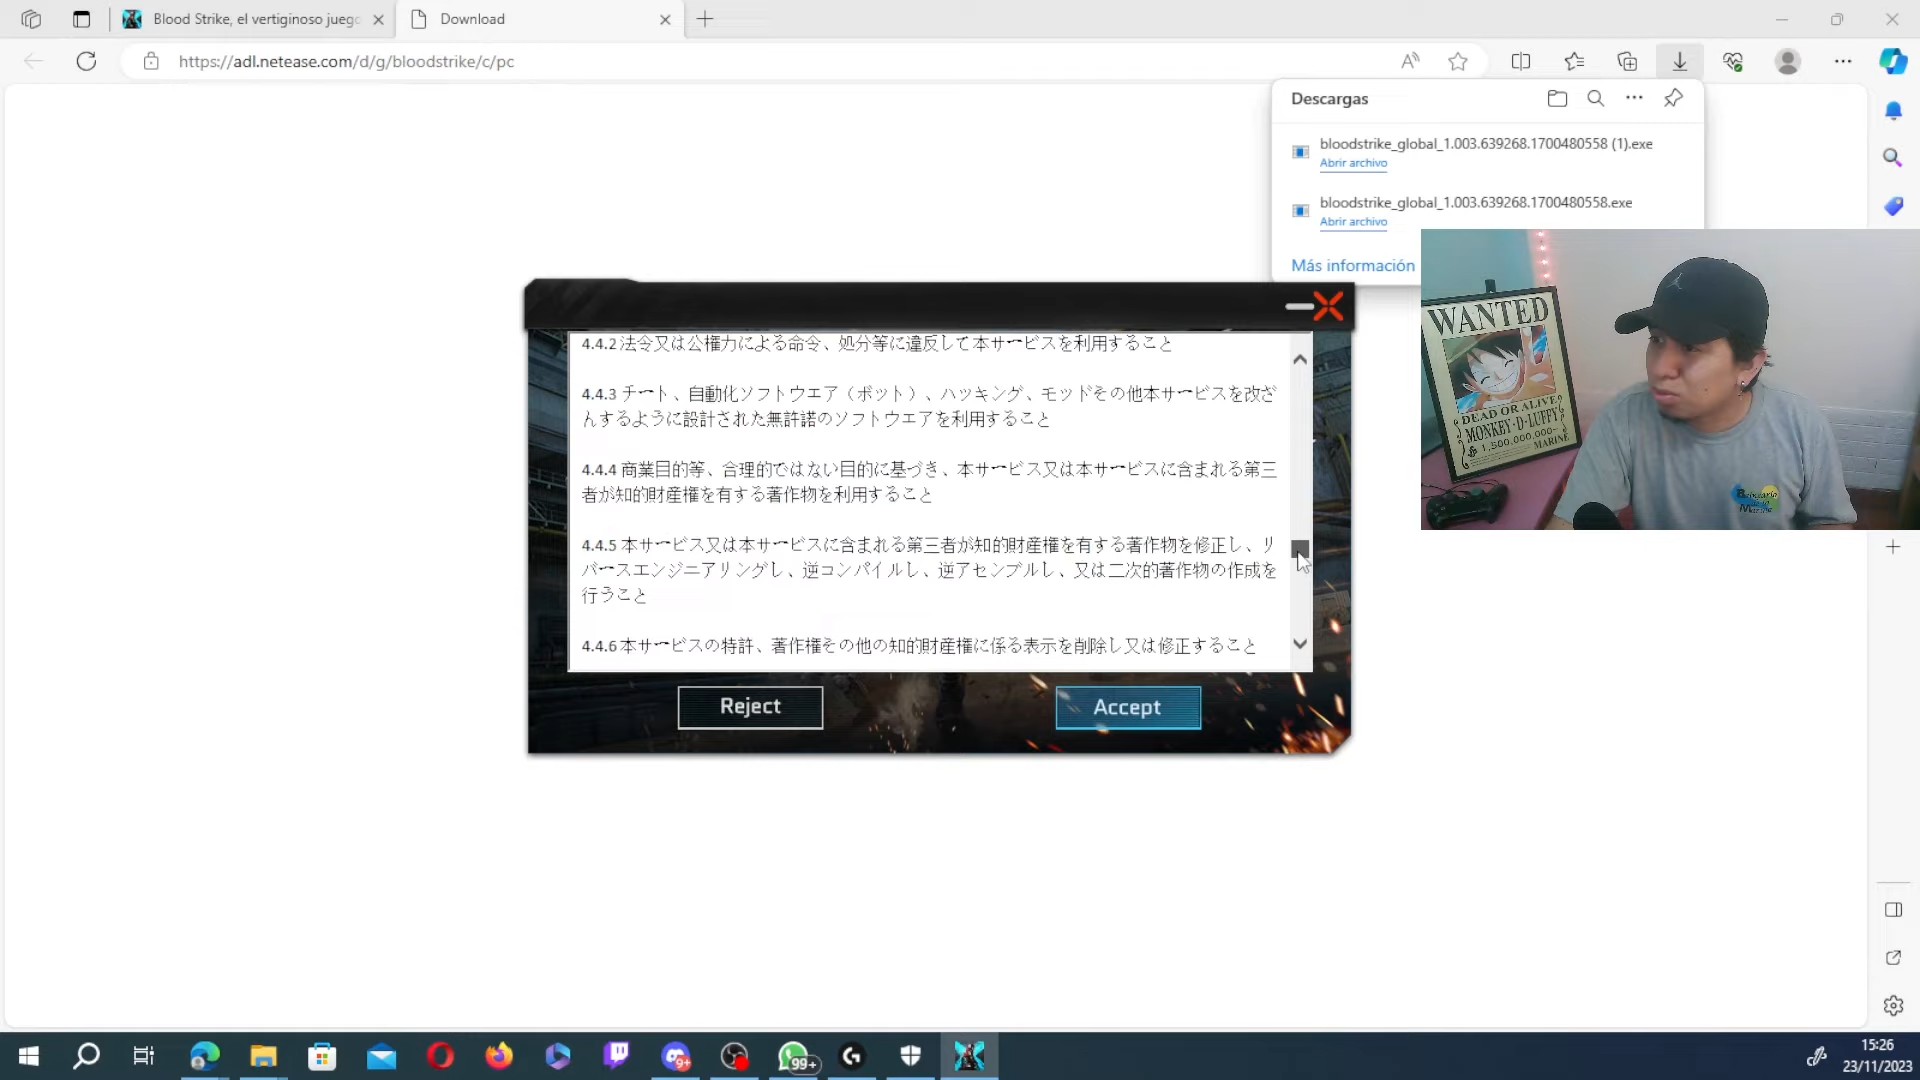 Blood Strike, el vertiginoso juego
Download
https://adl.netease.com/d/g/bloodstrike/c/pc
Descargas
bloodstrike_global_1.003.639268.1700480558 (1).exe
Abrir archivo
bloodstrike_global_1.003.639268.1700480558.exe
Abrir archivo
Más información
4.4.2 法令又は公権力による命令、処分等に違反して本サービスを利用すること
4.4.3 チート、自動化ソフトウエア（ボット）、ハッキング、モッドその他本サービスを改ざ
んするように設計された無許諾のソフトウエアを利用すること
4.4.4 商業目的等、合理的ではない目的に基づき、本サービス又は本サービスに含まれる第三
者が知的財産権を有する著作物を利用すること
4.4.5 本サービス又は本サービスに含まれる第三者が知的財産権を有する著作物を修正し、リ
バースエンジニアリングし、逆コンパイルし、逆アセンブルし、又は二次的著作物の作成を
行うこと
4.4.6 本サービスの特許、著作権その他の知的財産権に係る表示を削除し又は修正すること
Reject
Accept
WANTED
DEAD OR ALIVE
MONKEY·D·LUFFY
1,500,000,000-
MARINE
99+
9+
15:26
23/11/2023